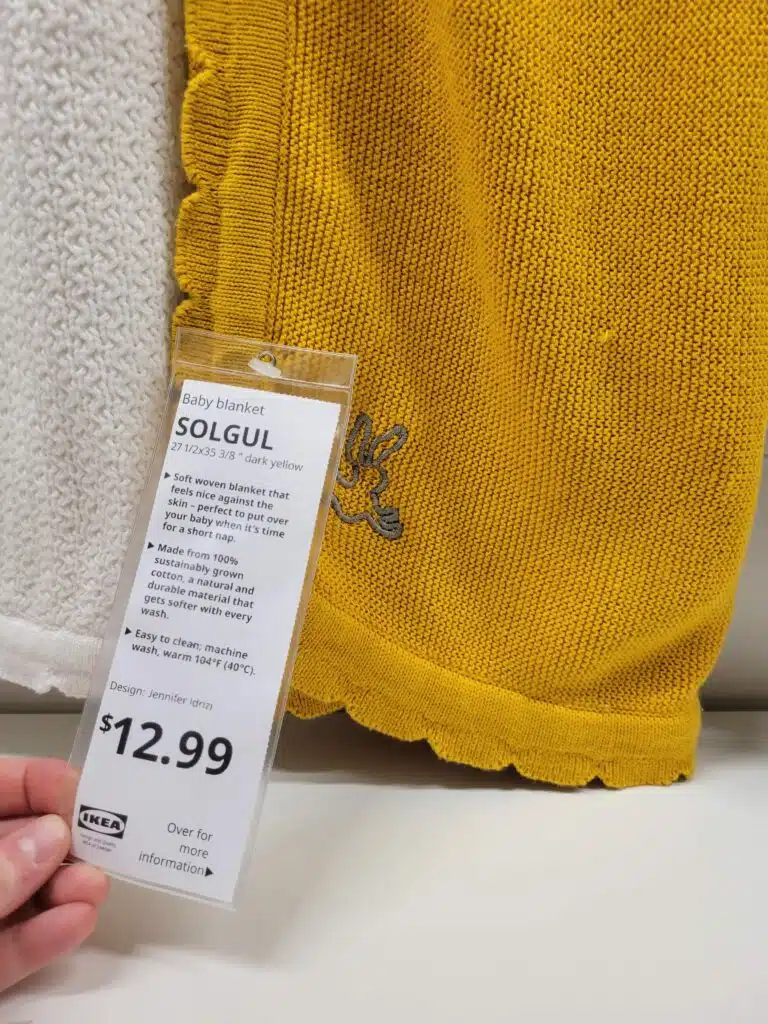 Baby blanket
SOLGUL
27 1/2x35 3/8 " dark yellow
▶ Soft woven blanket that
feels nice against the
skin – perfect to put over
your baby when it's time
for a short nap.
▶ Made from 100%
sustainably grown
cotton, a natural and
durable material that
gets softer with every
wash.
▶ Easy to clean; machine
wash, warm 104°F (40°C).
Design: Jennifer Idrizi
$12.99
IKEA
Over for
more
information▶